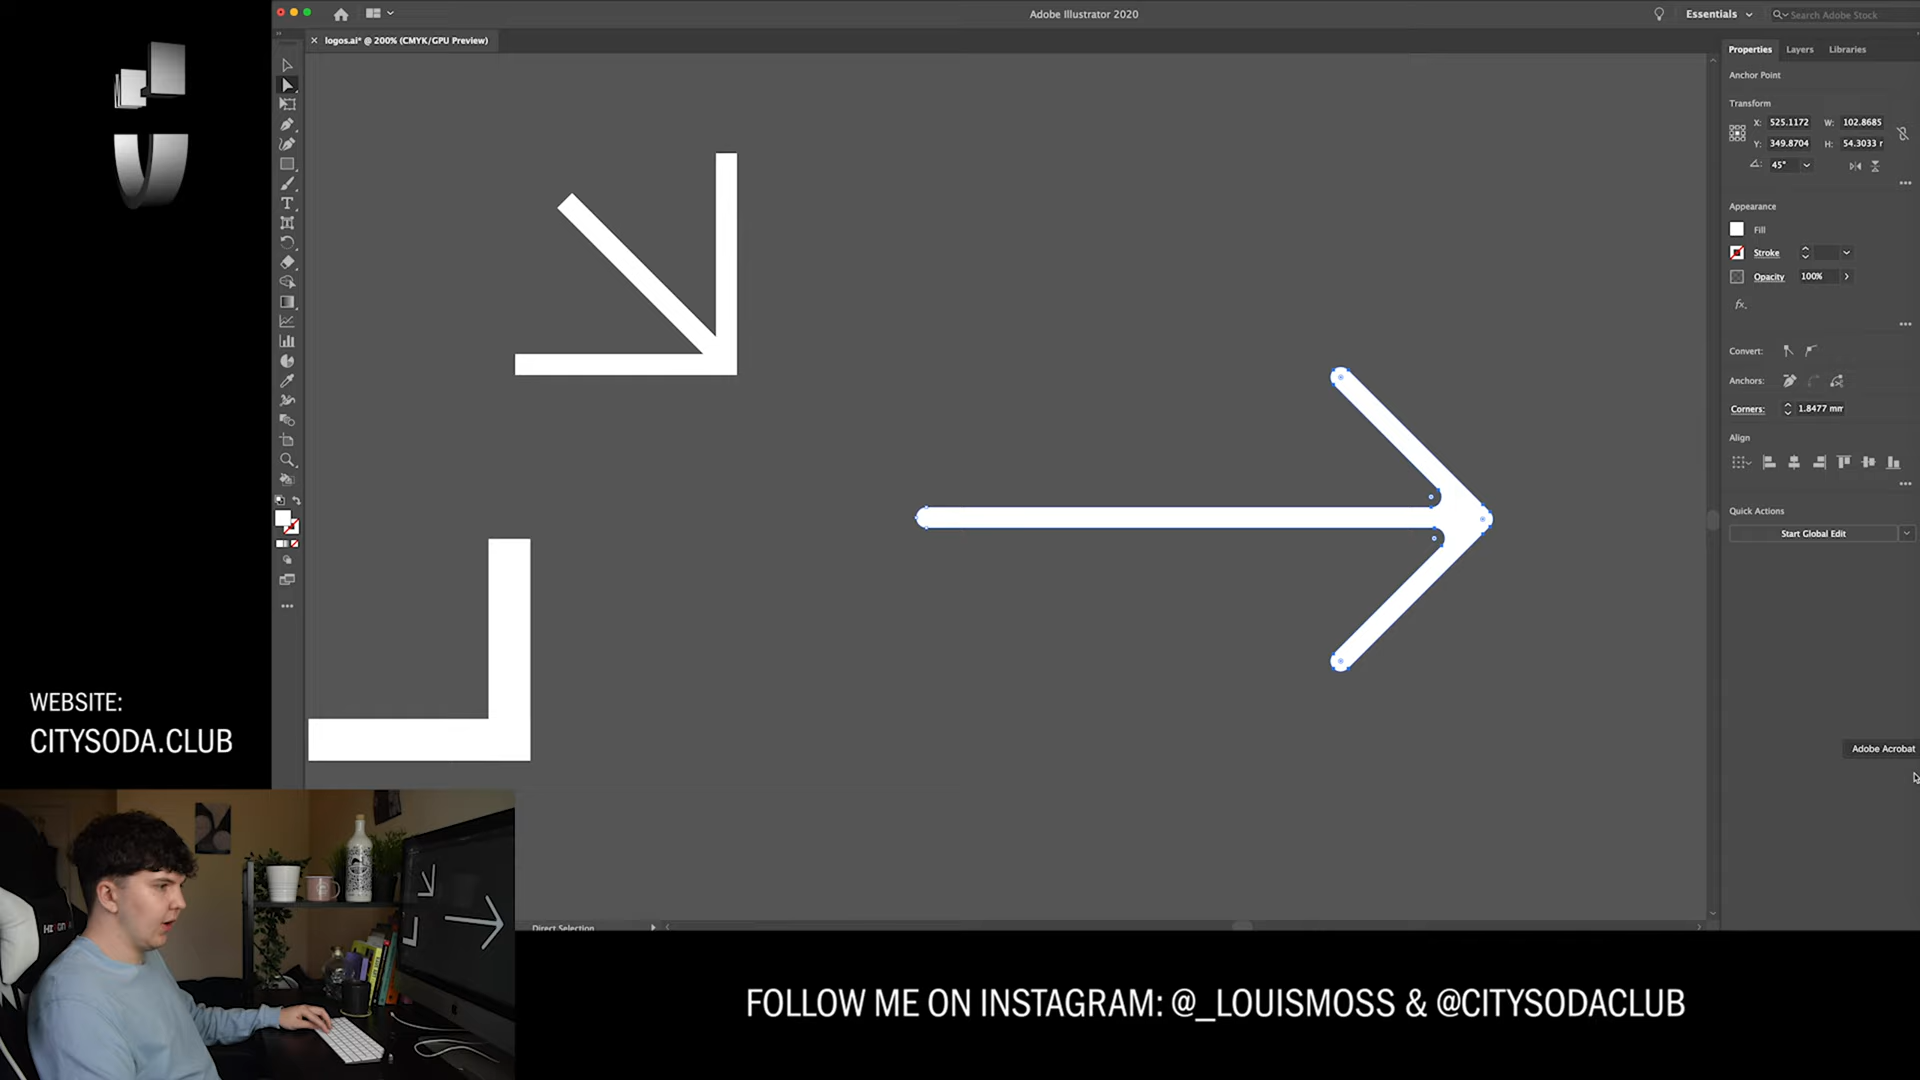 Adobe Illustrator 2020
Essentials
Search Adobe Stock
logos.ai* @ 200% (CMYK/GPU Preview)
Properties
Layers
Libraries
Anchor Point
Transform
X: 525.1172
W: 102.8685
Y: 349.8704
H: 54.3033 r
45°
Appearance
Fill
Stroke
Opacity
100%
fx.
Convert:
Anchors:
Corners:
1.8477 mm
Align
Quick Actions
Start Global Edit
Adobe Acrobat
Direct Selection
WEBSITE:
CITYSODA.CLUB
FOLLOW ME ON INSTAGRAM: @_LOUISMOSS & @CITYSODACLUB